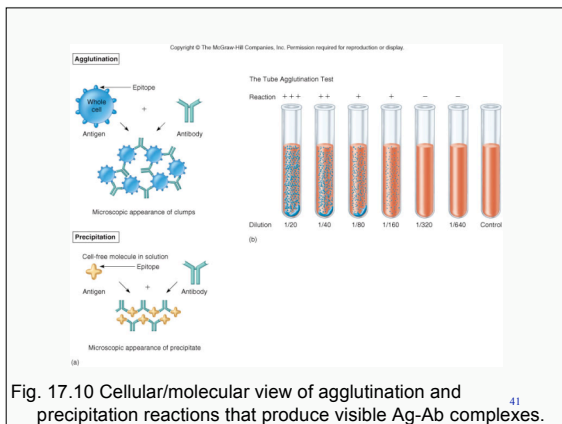 Copyright © The McGraw-Hill Companies, Inc. Permission required for reproduction or display.
Agglutination
Epitope
Whole
cell
+
Antigen
Antibody
Microscopic appearance of clumps
Precipitation
Cell-free molecule in solution
Epitope
+
Antigen
Antibody
Microscopic appearance of precipitate
(a)
The Tube Agglutination Test
Reaction + + + + + + + − −
Dilution 1/20 1/40 1/80 1/160 1/320 1/640 Control
(b)
Fig. 17.10 Cellular/molecular view of agglutination and
precipitation reactions that produce visible Ag-Ab complexes.
41